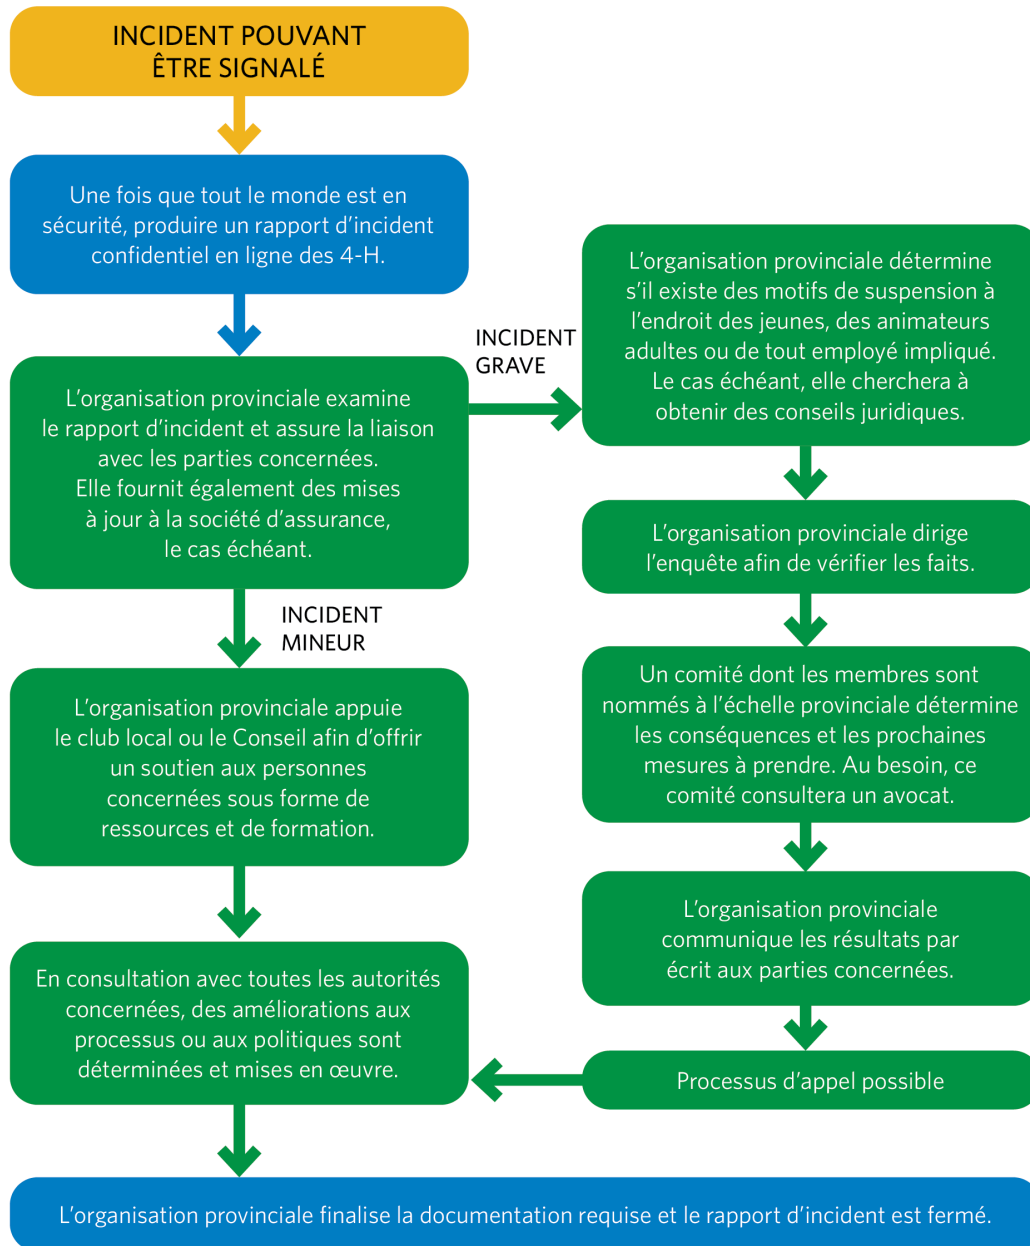 INCIDENT POUVANT
ÊTRE SIGNALÉ
Une fois que tout le monde est en
sécurité, produire un rapport d’incident
confidentiel en ligne des 4-H.
L’organisation provinciale examine
le rapport d’incident et assure la liaison
avec les parties concernées.
Elle fournit également des mises
à jour à la société d’assurance,
le cas échéant.
INCIDENT
GRAVE
L’organisation provinciale détermine
s’il existe des motifs de suspension à
l’endroit des jeunes, des animateurs
adultes ou de tout employé impliqué.
Le cas échéant, elle cherchera à
obtenir des conseils juridiques.
L’organisation provinciale dirige
l’enquête afin de vérifier les faits.
Un comité dont les membres sont
nommés à l’échelle provinciale détermine
les conséquences et les prochaines
mesures à prendre. Au besoin, ce
comité consultera un avocat.
L’organisation provinciale
communique les résultats par
écrit aux parties concernées.
Processus d’appel possible
INCIDENT
MINEUR
L’organisation provinciale appuie
le club local ou le Conseil afin d’offrir
un soutien aux personnes
concernées sous forme de
ressources et de formation.
En consultation avec toutes les autorités
concernées, des améliorations aux
processus ou aux politiques sont
déterminées et mises en œuvre.
L’organisation provinciale finalise la documentation requise et le rapport d’incident est fermé.